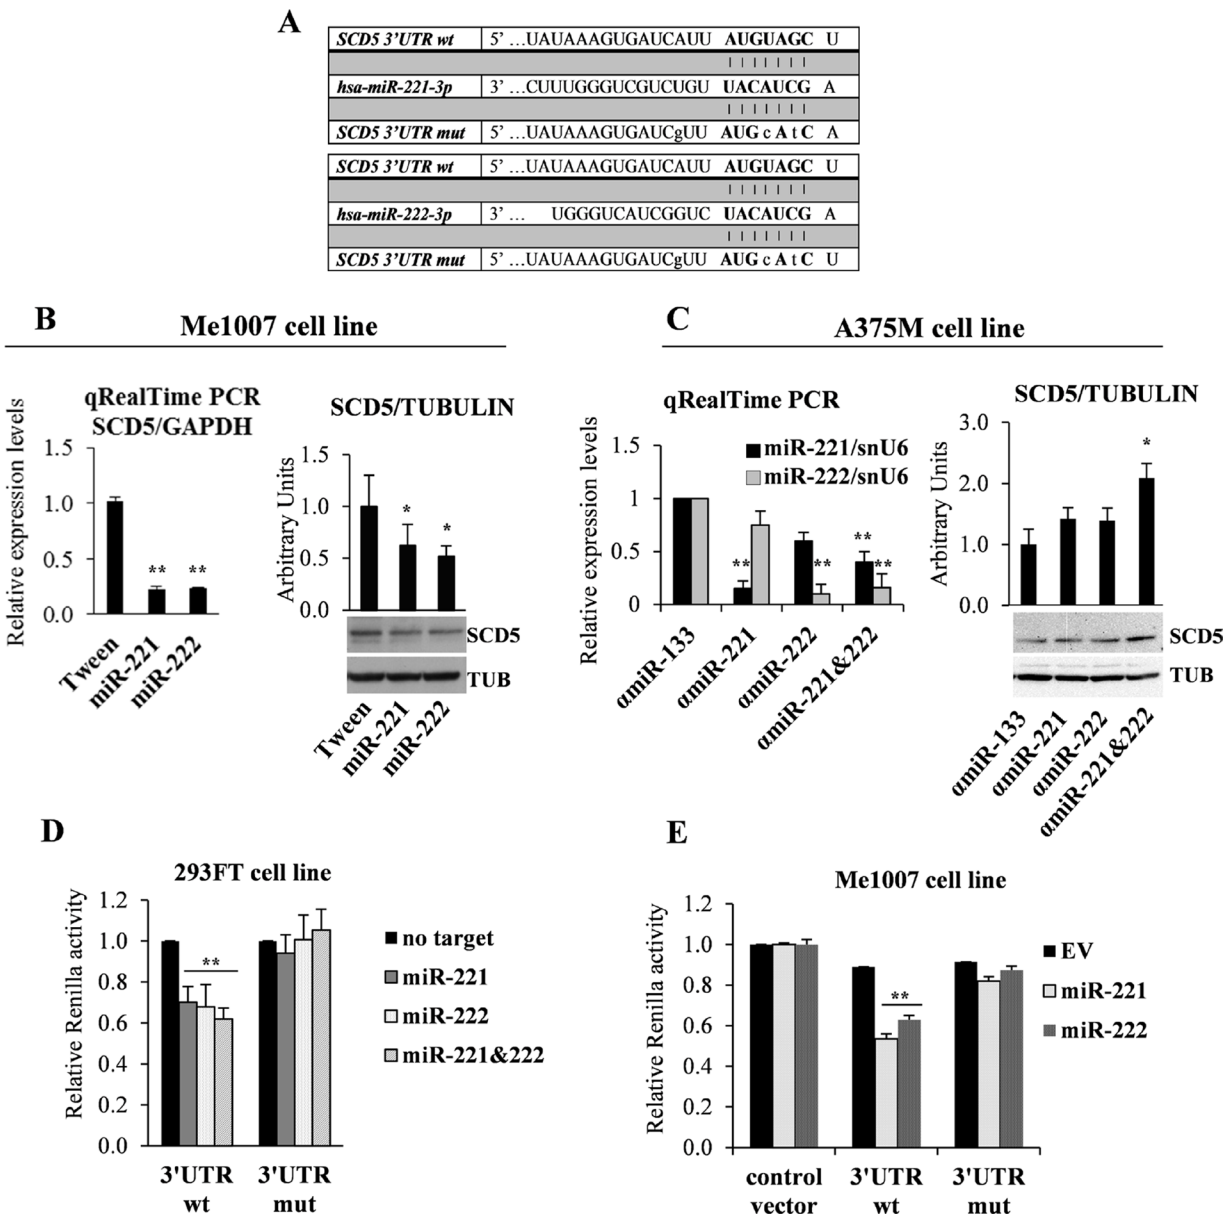 A
SCD5 3'UTR wt 5' ...UAUAAAGUGAUCAUU AUGUAGC U
hsa-miR-221-3p 3' ...CUUUGGGUCGUCUGU UACAUCG A
SCD5 3'UTR mut 5' ...UAUAAAGUGAUCgUU AUG c A t C A
SCD5 3'UTR wt 5' ...UAUAAAGUGAUCAUU AUGUAGC U
hsa-miR-222-3p 3' ... UGGGUCAUCGGUC UACAUCG A
SCD5 3'UTR mut 5' ...UAUAAAGUGAUCgUU AUG c A t C U
B
Me1007 cell line
qRealTime PCR
SCD5/GAPDH
Relative expression levels
1.5
1.0
0.5
0.0
** **
Tween
miR-221
miR-222
SCD5/TUBULIN
Arbitrary Units
1.5
1.0
0.5
0.0
* *
SCD5
TUB
Tween
miR-221
miR-222
C
A375M cell line
qRealTime PCR
Relative expression levels
1.5
1
0.5
0
miR-221/snU6
miR-222/snU6
** ** ** **
αmiR-133
αmiR-221
αmiR-222
αmiR-221&222
SCD5/TUBULIN
Arbitrary Units
3.0
2.0
1.0
0.0
*
SCD5
TUB
αmiR-133
αmiR-221
αmiR-222
αmiR-221&222
D
293FT cell line
Relative Renilla activity
1.2
1.0
0.8
0.6
0.4
0.2
0.0
**
3'UTR
wt
3'UTR
mut
no target
miR-221
miR-222
miR-221&222
E
Me1007 cell line
Relative Renilla activity
1.2
1.0
0.8
0.6
0.4
0.2
0.0
**
control
vector
3'UTR
wt
3'UTR
mut
EV
miR-221
miR-222